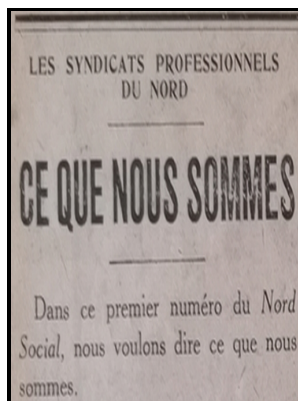 LES SYNDICATS PROFESSIONNELS
DU NORD
CE QUE NOUS SOMMES
Dans ce premier numéro du Nord
Social, nous voulons dire ce que nous
sommes.